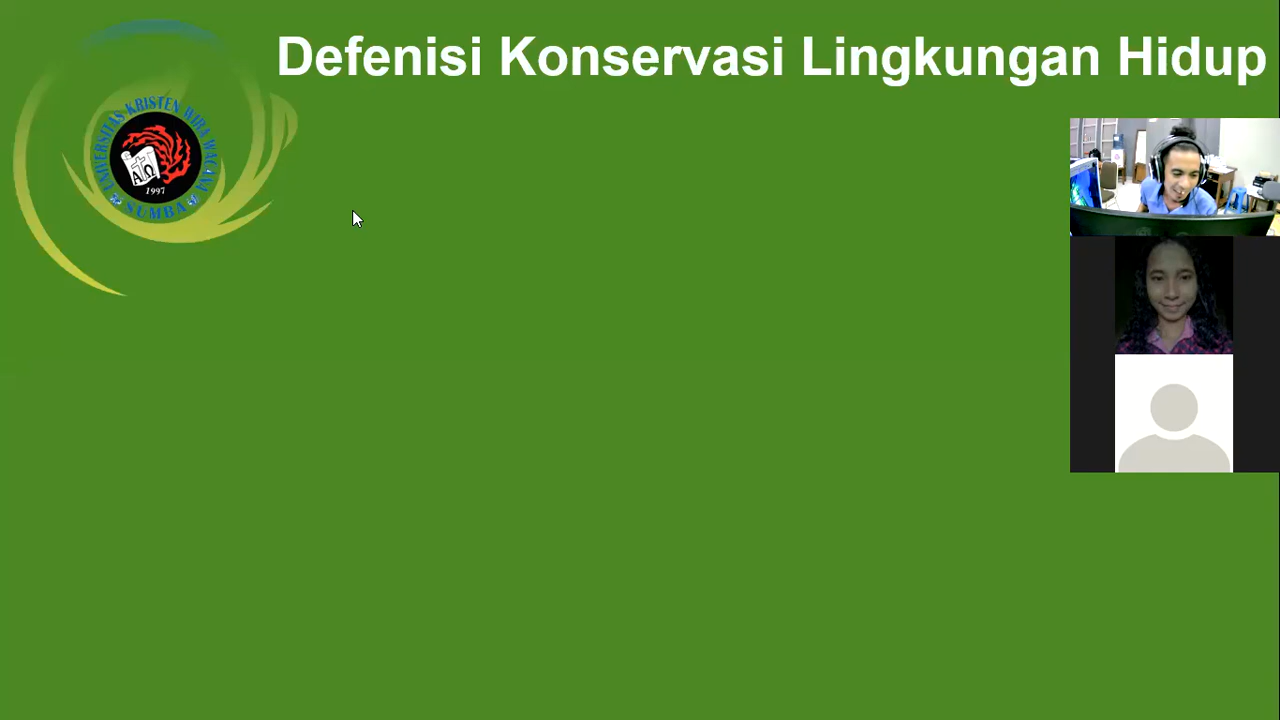 Defenisi Konservasi Lingkungan Hidup
UNIVERSITAS KRISTEN WIRA WACANA
SUMBA
A Ω
1997